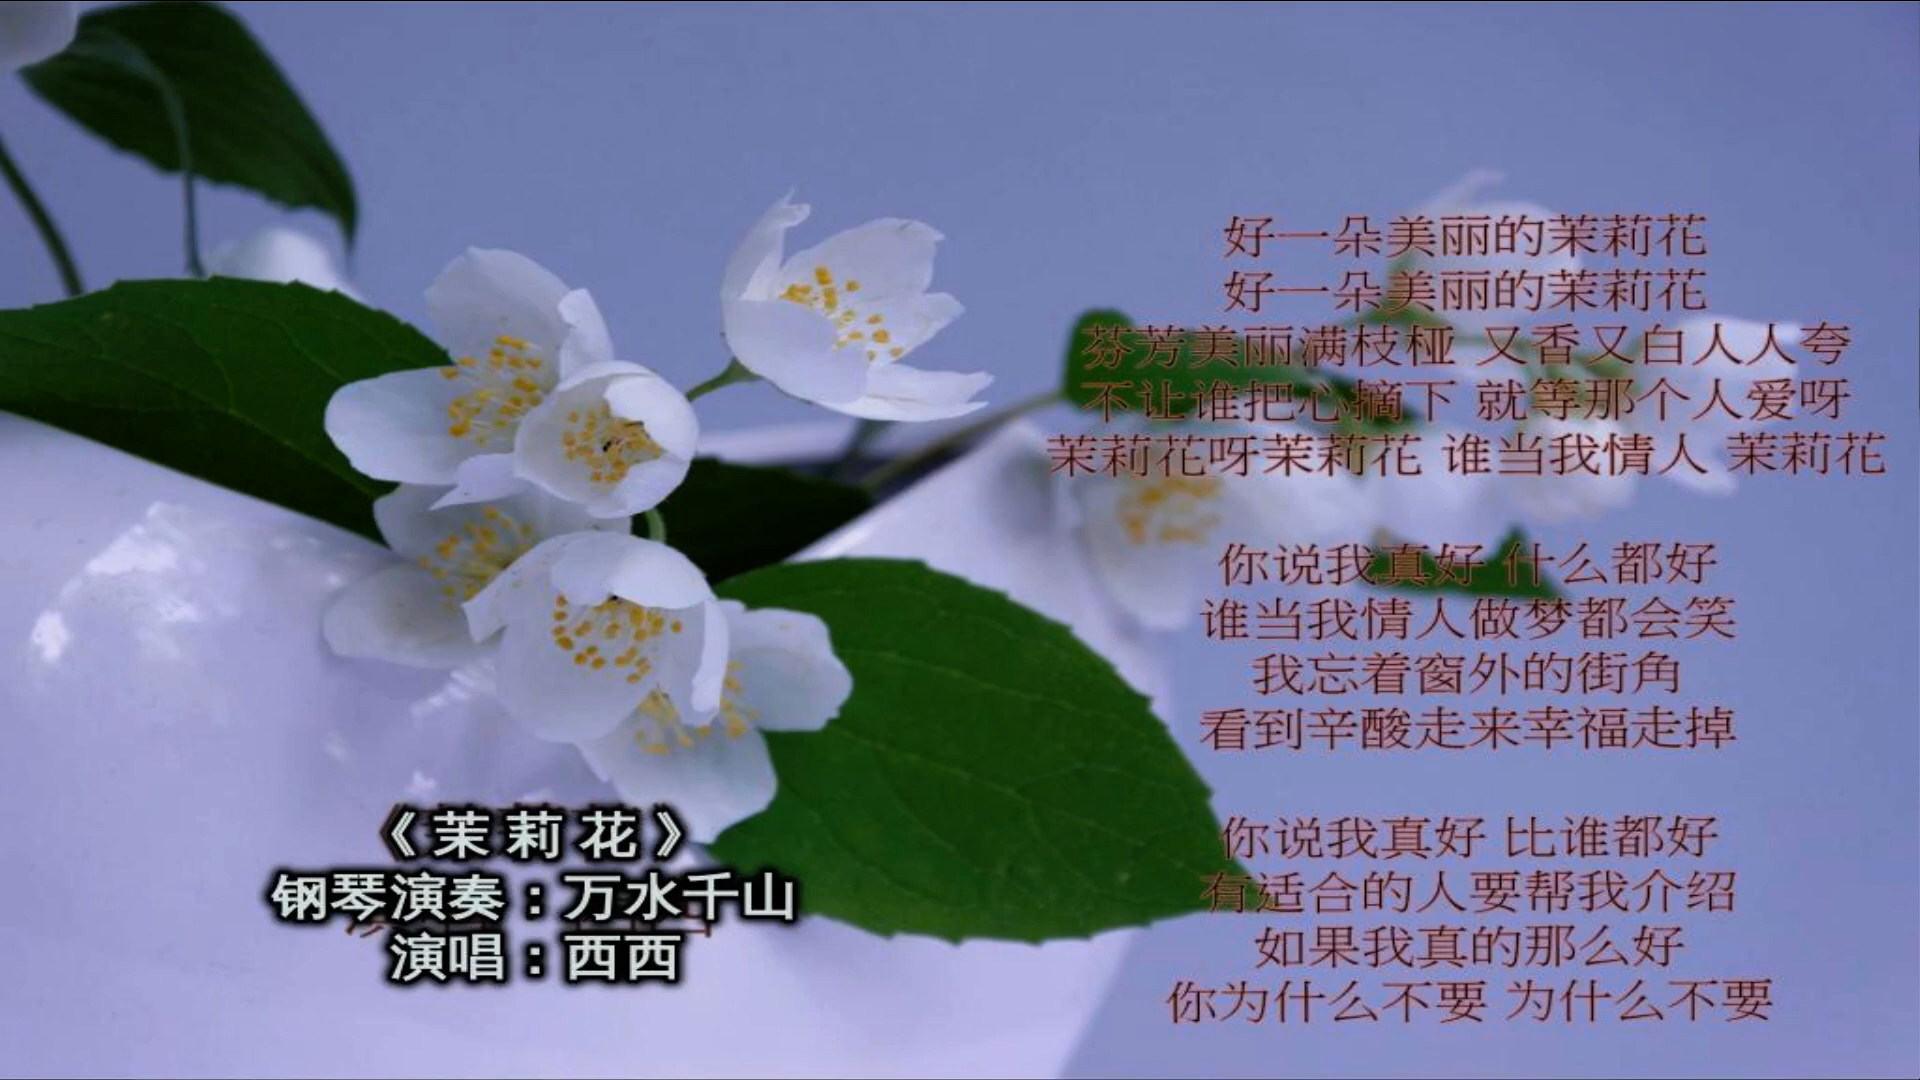 好一朵美丽的茉莉花
好一朵美丽的茉莉花
芬芳美丽满枝桠 又香又白人人夸
不让谁把心摘下 就等那个人爱呀
茉莉花呀茉莉花 谁当我情人 茉莉花
你说我真好 什么都好
谁当我情人做梦都会笑
我忘着窗外的街角
看到辛酸走来幸福走掉
你说我真好 比谁都好
有适合的人要帮我介绍
如果我真的那么好
你为什么不要 为什么不要
《茉莉花》
钢琴演奏：万水千山
演唱：西西